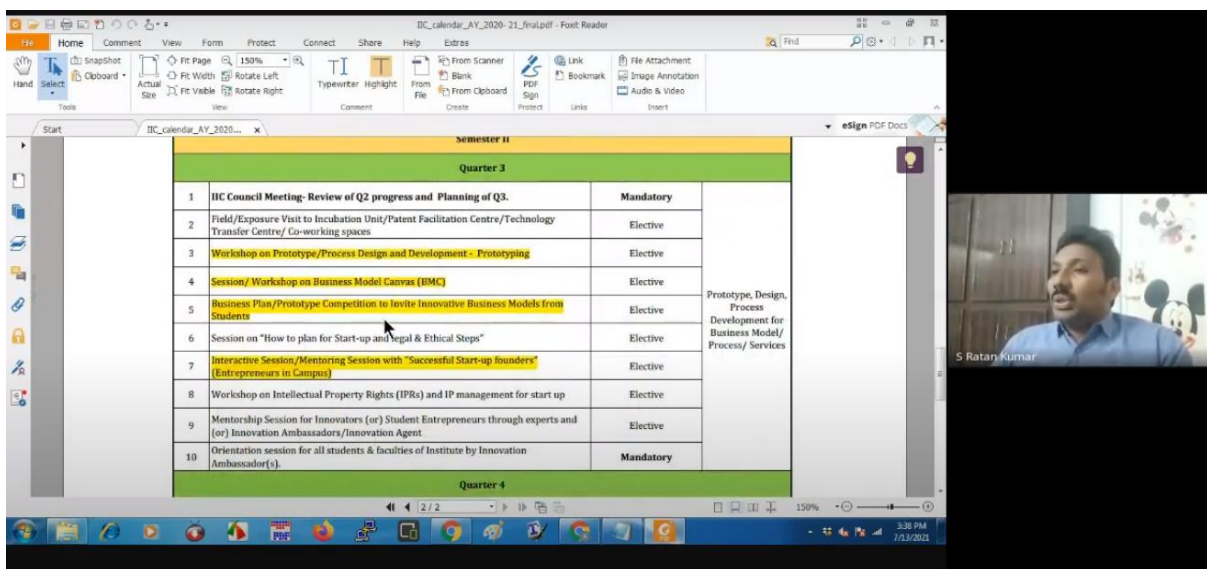 IIC_calendar_AY_2020- 21_final.pdf - Foxit Reader
File Home Comment View Form Protect Connect Share Help Extras
Find
Hand
Select
SnapShot
Clipboard
Tools
Actual Size
Fit Page
Fit Width
Fit Visible
150%
Rotate Left
Rotate Right
View
Typewriter
Highlight
Comment
From File
From Scanner
Blank
From Clipboard
Create
PDF Sign
Protect
Link
Bookmark
Links
File Attachment
Image Annotation
Audio & Video
Insert
Start
IIC_calendar_AY_2020... x
eSign PDF Docs
Semester II
Quarter 3
1 IIC Council Meeting- Review of Q2 progress and Planning of Q3. Mandatory
2 Field/Exposure Visit to Incubation Unit/Patent Facilitation Centre/Technology
Transfer Centre/ Co-working spaces Elective
3 Workshop on Prototype/Process Design and Development - Prototyping Elective
4 Session/ Workshop on Business Model Canvas (BMC) Elective
5 Business Plan/Prototype Competition to Invite Innovative Business Models from
Students Elective
6 Session on "How to plan for Start-up and legal & Ethical Steps" Elective
7 Interactive Session/Mentoring Session with "Successful Start-up founders"
(Entrepreneurs in Campus) Elective
8 Workshop on Intellectual Property Rights (IPRs) and IP management for start up Elective
9 Mentorship Session for Innovators (or) Student Entrepreneurs through experts and
(or) Innovation Ambassadors/Innovation Agent Elective
10 Orientation session for all students & faculties of Institute by Innovation
Ambassador(s). Mandatory
Prototype, Design,
Process
Development for
Business Model/
Process/ Services
Quarter 4
2 / 2
150%
3:38 PM
7/13/2021
S Ratan Kumar